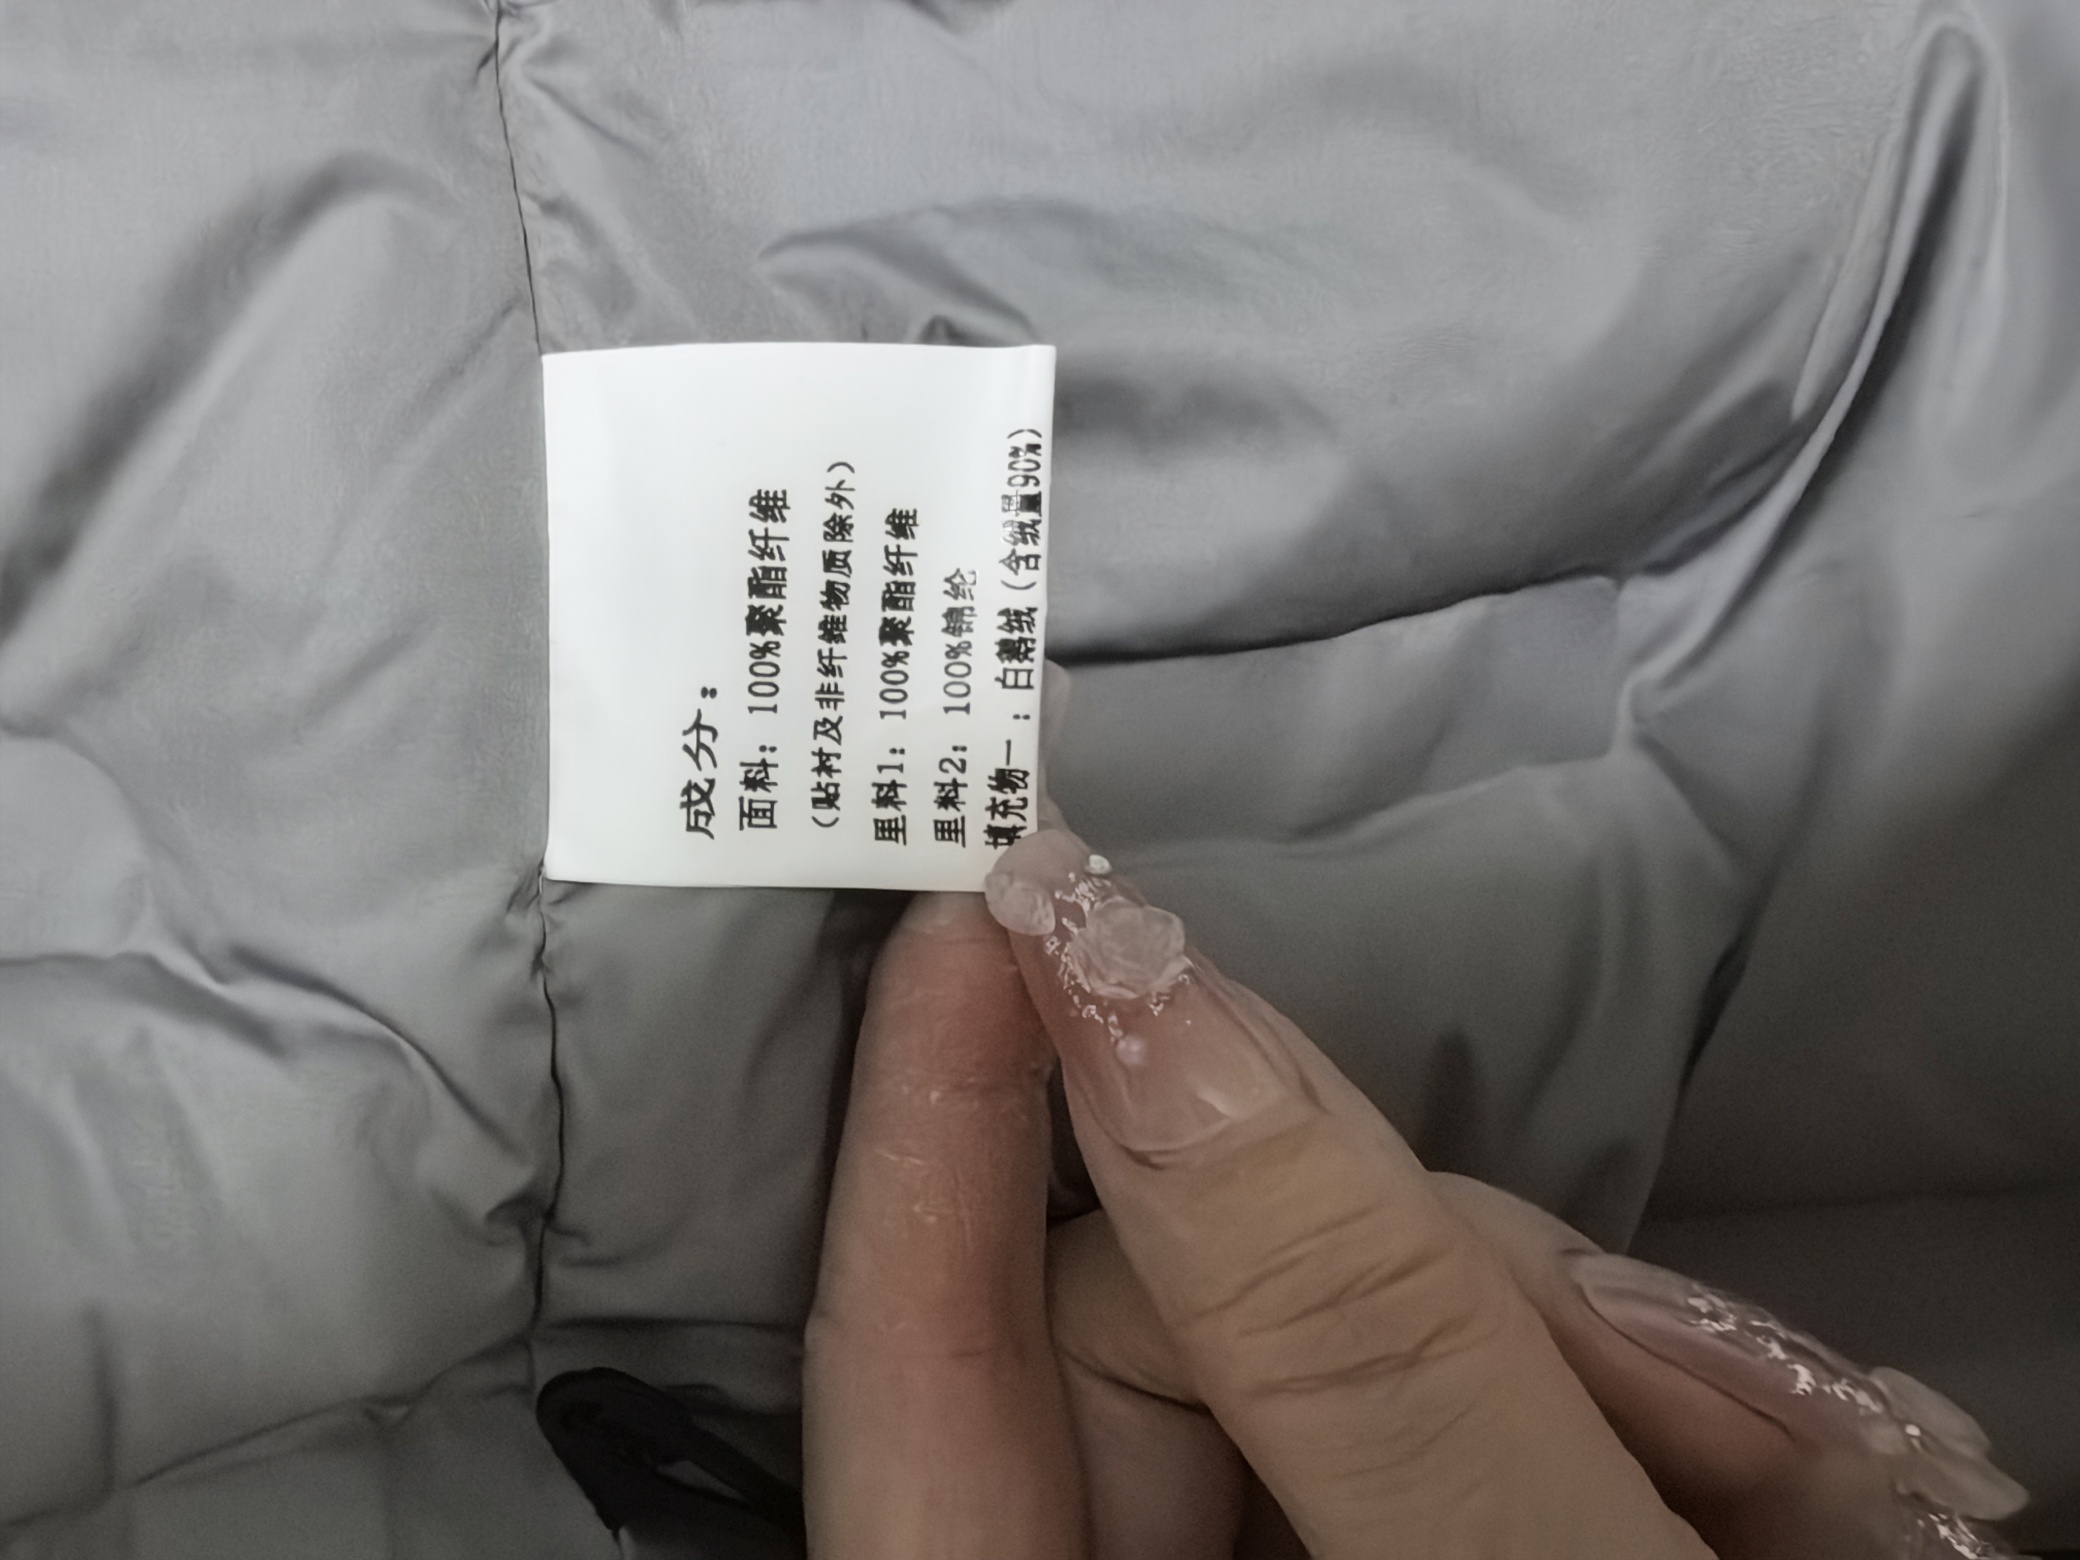 成分：
面料：100%聚酯纤维
（贴衬及非纤维物质除外）
里料1：100%聚酯纤维
里料2：100%锦纶
填充物一：白鹅绒（含绒量90%）